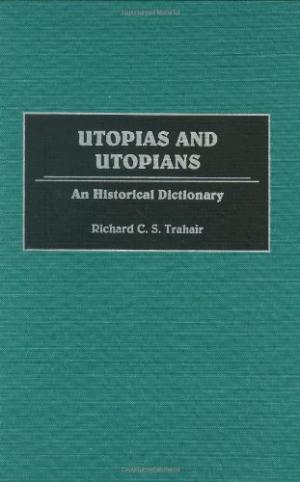 UTOPIAS AND
UTOPIANS
An Historical Dictionary
Richard C. S. Trahair